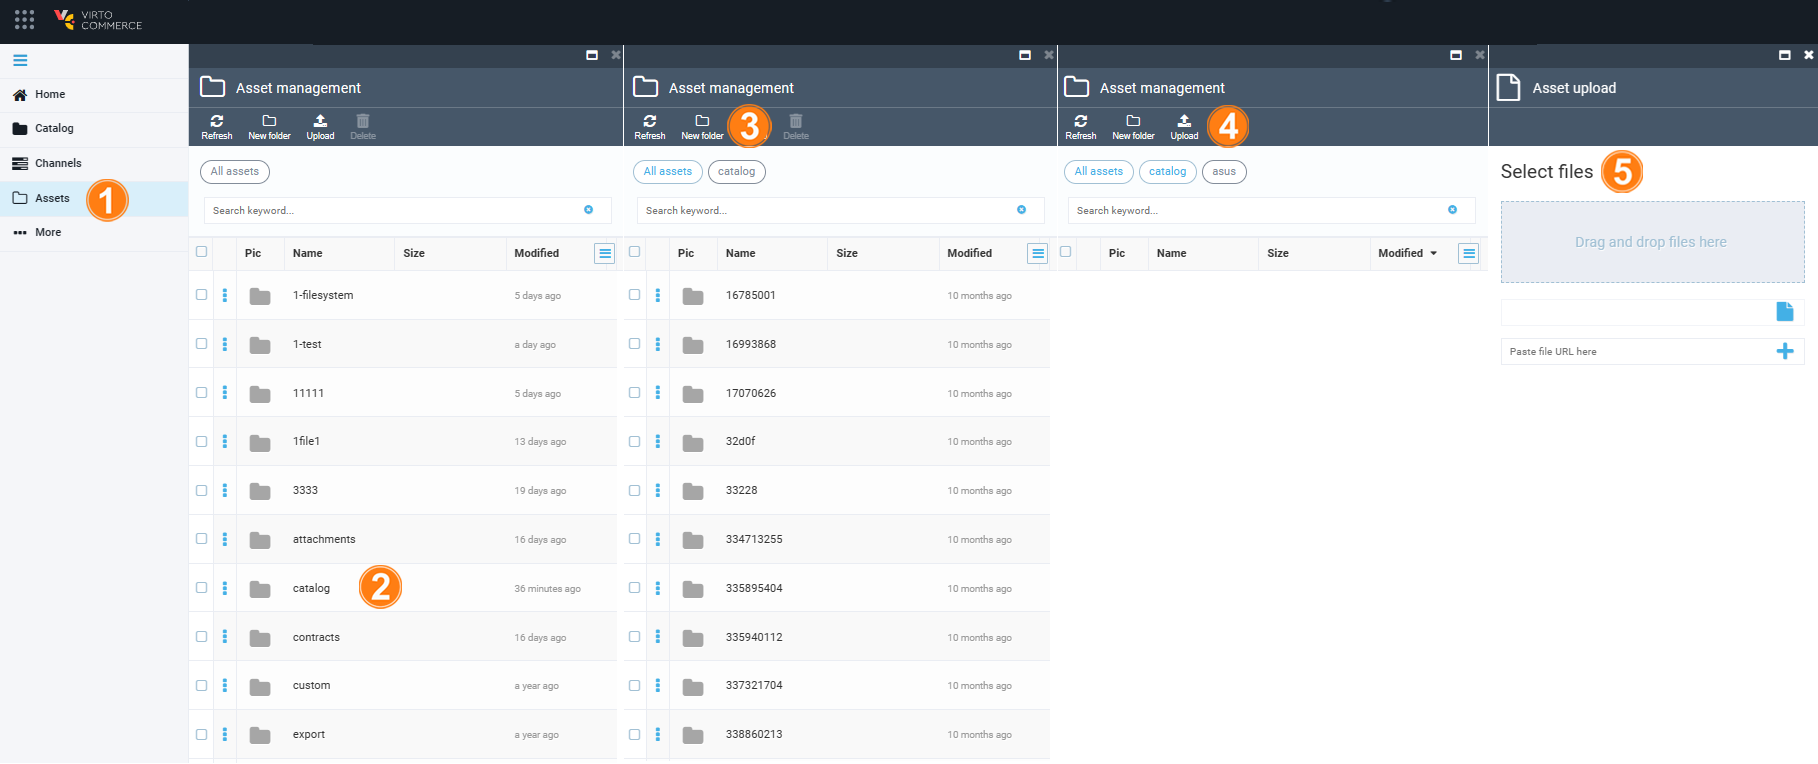 VIRTO
COMMERCE
Home
Catalog
Channels
Assets
1
More
Asset management
Refresh New folder Upload Delete
All assets
Search keyword...
Pic Name Size Modified
1-filesystem 5 days ago
1-test a day ago
11111 5 days ago
1file1 13 days ago
3333 19 days ago
attachments 16 days ago
catalog 2 36 minutes ago
contracts 16 days ago
custom a year ago
export a year ago
Asset management
Refresh New folder 3 Delete
All assets catalog
Search keyword...
Pic Name Size Modified
16785001 10 months ago
16993868 10 months ago
17070626 10 months ago
32d0f 10 months ago
33228 10 months ago
334713255 10 months ago
335895404 10 months ago
335940112 10 months ago
337321704 10 months ago
338860213 10 months ago
Asset management
Refresh New folder Upload 4
All assets catalog asus
Search keyword...
Pic Name Size Modified
Asset upload
Select files 5
Drag and drop files here
Paste file URL here